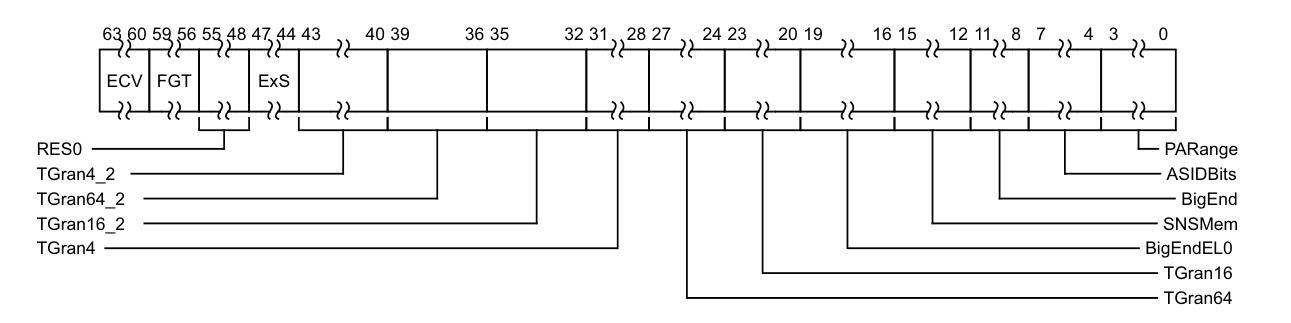 63 60 59 56 55 48 47 44 43 40 39 36 35 32 31 28 27 24 23 20 19 16 15 12 11 8 7 4 3 0
ECV FGT ExS
RES0 PARange
TGran4_2 ASIDBits
TGran64_2 BigEnd
TGran16_2 SNSMem
TGran4 BigEndEL0
TGran16
TGran64